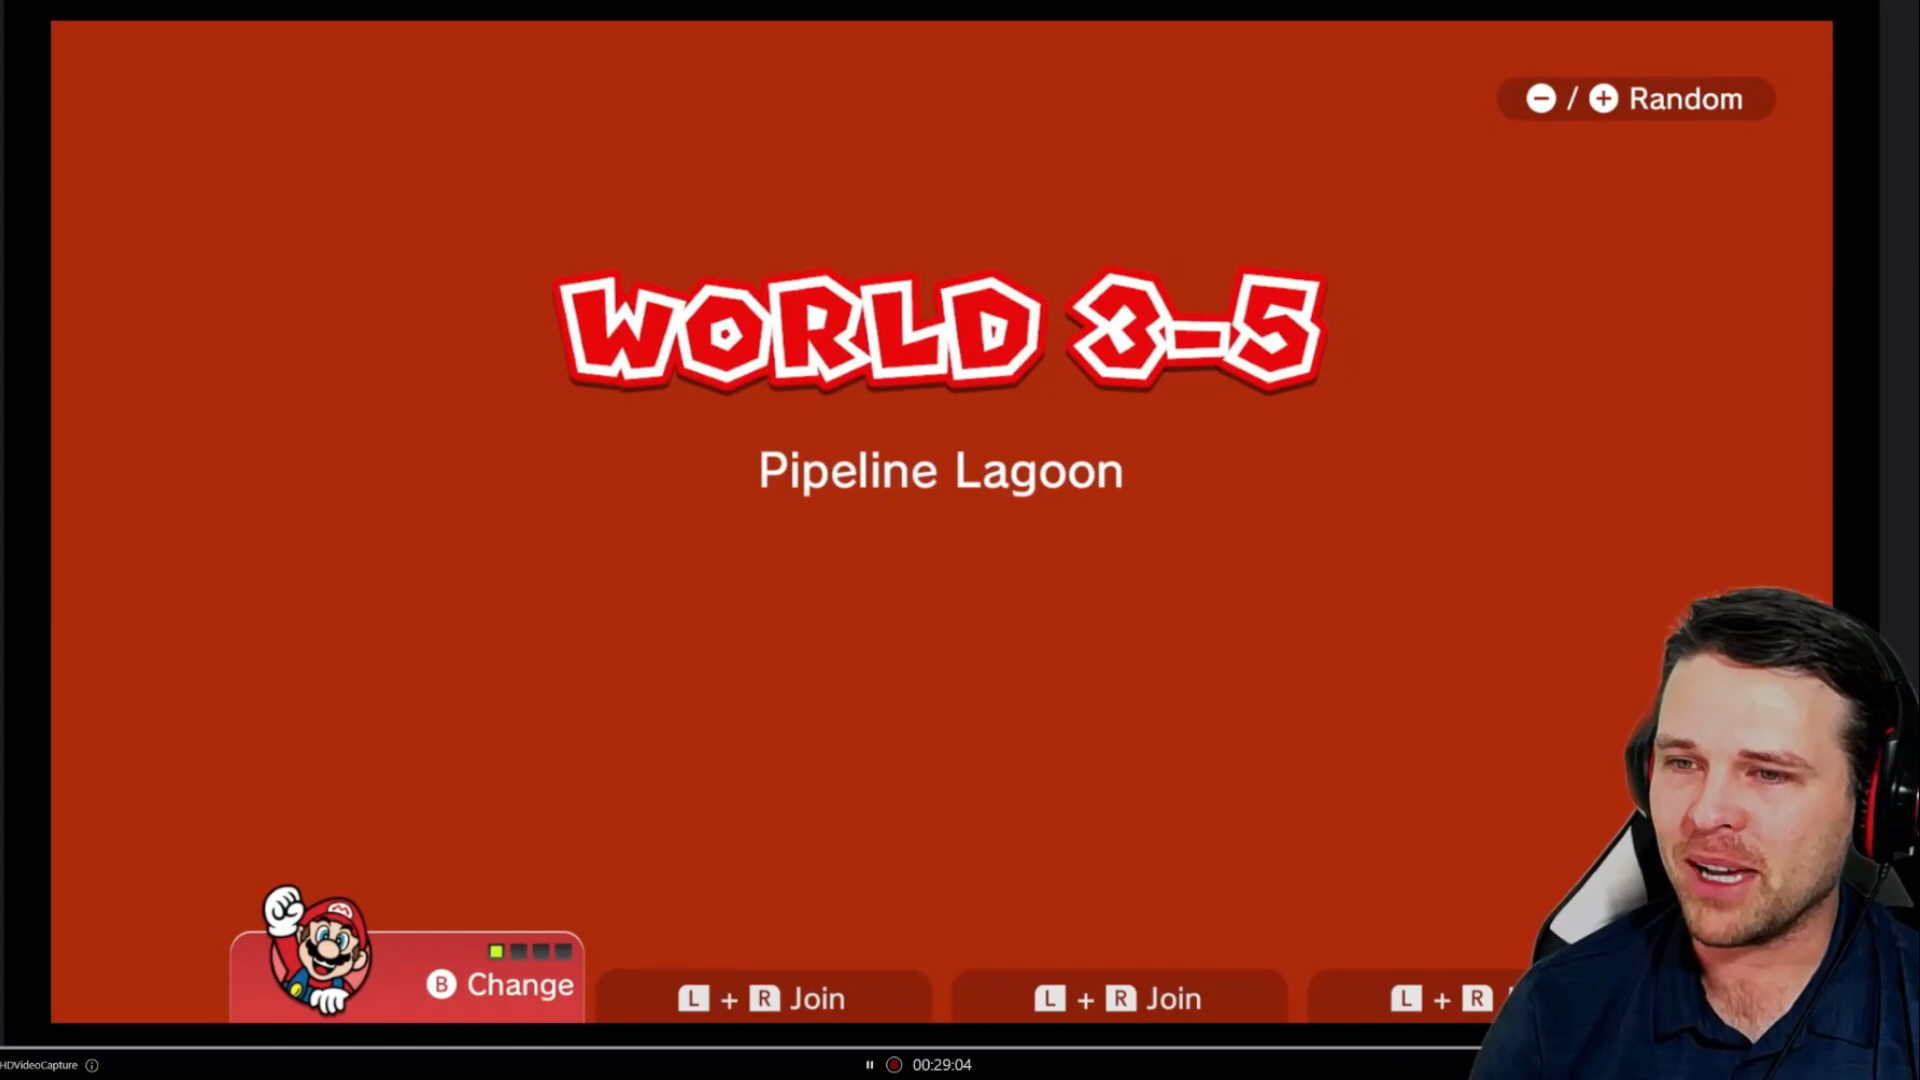 − / + Random
WORLD 3-5
Pipeline Lagoon
B Change
L + R Join
L + R Join
L + R
HDVideoCapture
00:29:04